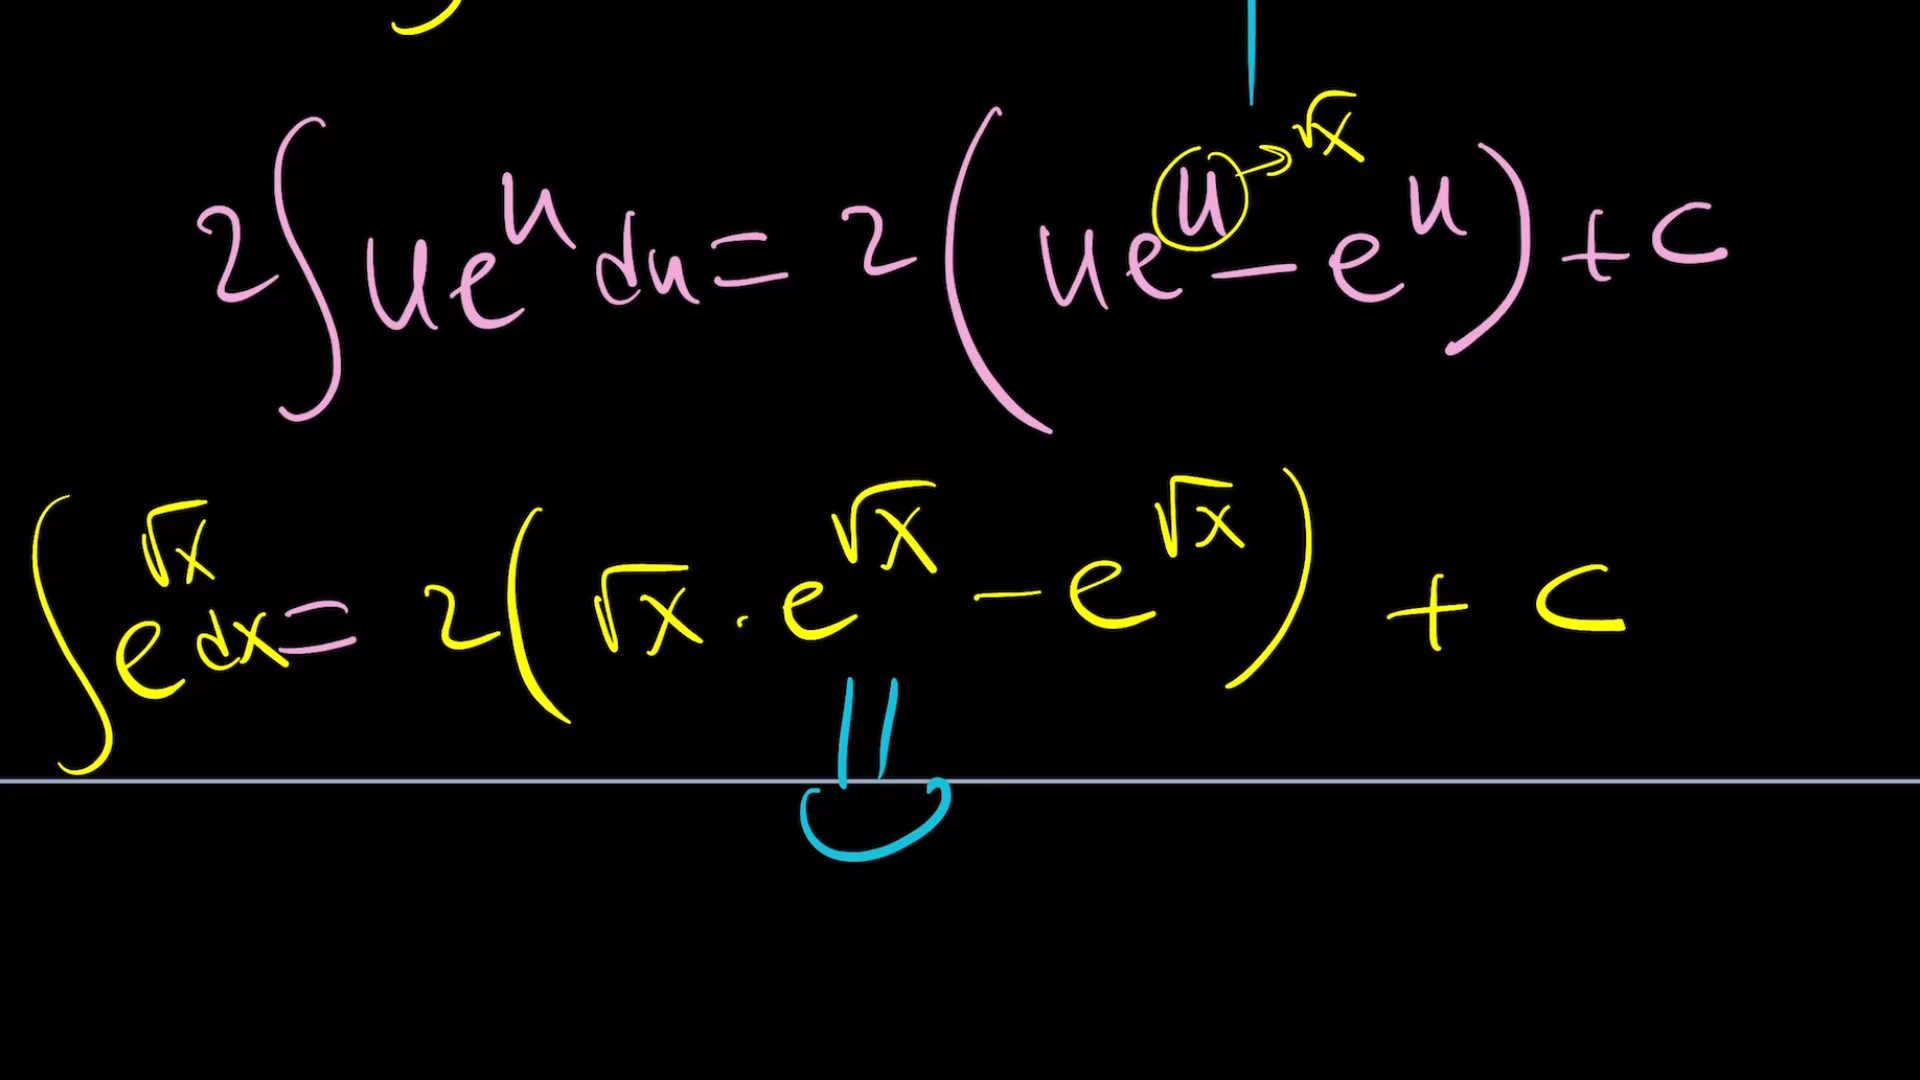 2∫ue^u du = 2(ue^u − e^u) + c
→ √x
∫e^√x dx = 2(√x · e^√x − e^√x) + c